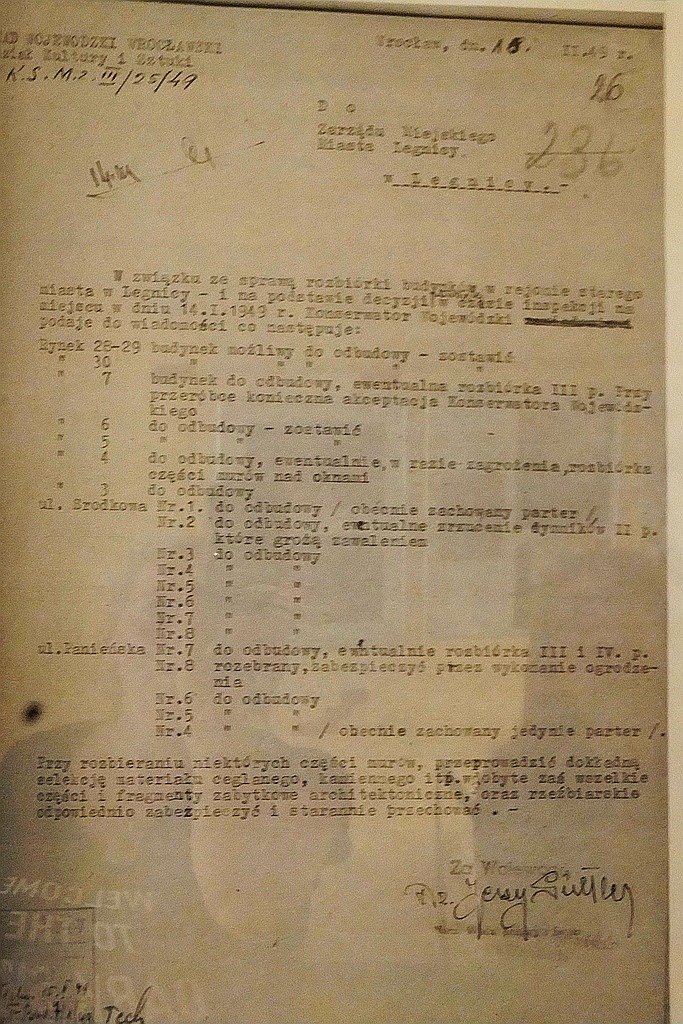 WOJEWÓDZKI WROCŁAWSKI
Wrocław, dn. 18. II.49 r.
Kultury i Sztuki
K.S.M.2.III/25/49
26
D o
Zarządu Miejskiego
Miasta Legnicy
236
w Legnicy.-
W związku ze sprawą rozbiórki budynków w rejonie starego
miasta w Legnicy - i na podstawie decyzji w czasie inspekcji na
miejscu w dniu 14.I.1949 r. Konserwator Wojewódzki
podaje do wiadomości co następuje:
Rynek 28-29 budynek możliwy do odbudowy - zostawić
" 30 " " " " "
" 7 budynek do odbudowy, ewentualna rozbiórka III p. Przy
przeróbce konieczna akceptacja Konserwatora Wojewódz-
kiego
" 6 do odbudowy - zostawić
" 5 " " "
" 4 do odbudowy, ewentualnie, w razie zagrożenia, rozbiórka
części murów nad oknami
" 3 do odbudowy
ul. Środkowa Nr.1. do odbudowy / obecnie zachowany parter /
Nr.2 do odbudowy, ewentualne zrzucenie dymników II p.
które grożą zawaleniem
Nr.3 do odbudowy
Nr.4 " "
Nr.5 " "
Nr.6 " "
Nr.7 " "
Nr.8 " "
ul.Panieńska Nr.7 do odbudowy, ewentualnie rozbiórka III i IV. p.
Nr.8 rozebrany, zabezpieczyć przez wykonanie ogrodze-
nia
Nr.6 do odbudowy
Nr.5 " "
Nr.4 " " / obecnie zachowany jedynie parter /.
Przy rozbieraniu niektórych części murów, przeprowadzić dokładną
selekcję materiału ceglanego, kamiennego itp. dobyte zaś wszelkie
części i fragmenty zabytkowe architektoniczne, oraz rzeźbiarskie
odpowiednio zabezpieczyć i starannie przechować . -
Za Wojewodę
Jerzy Güttler
WELCOME
TO THE